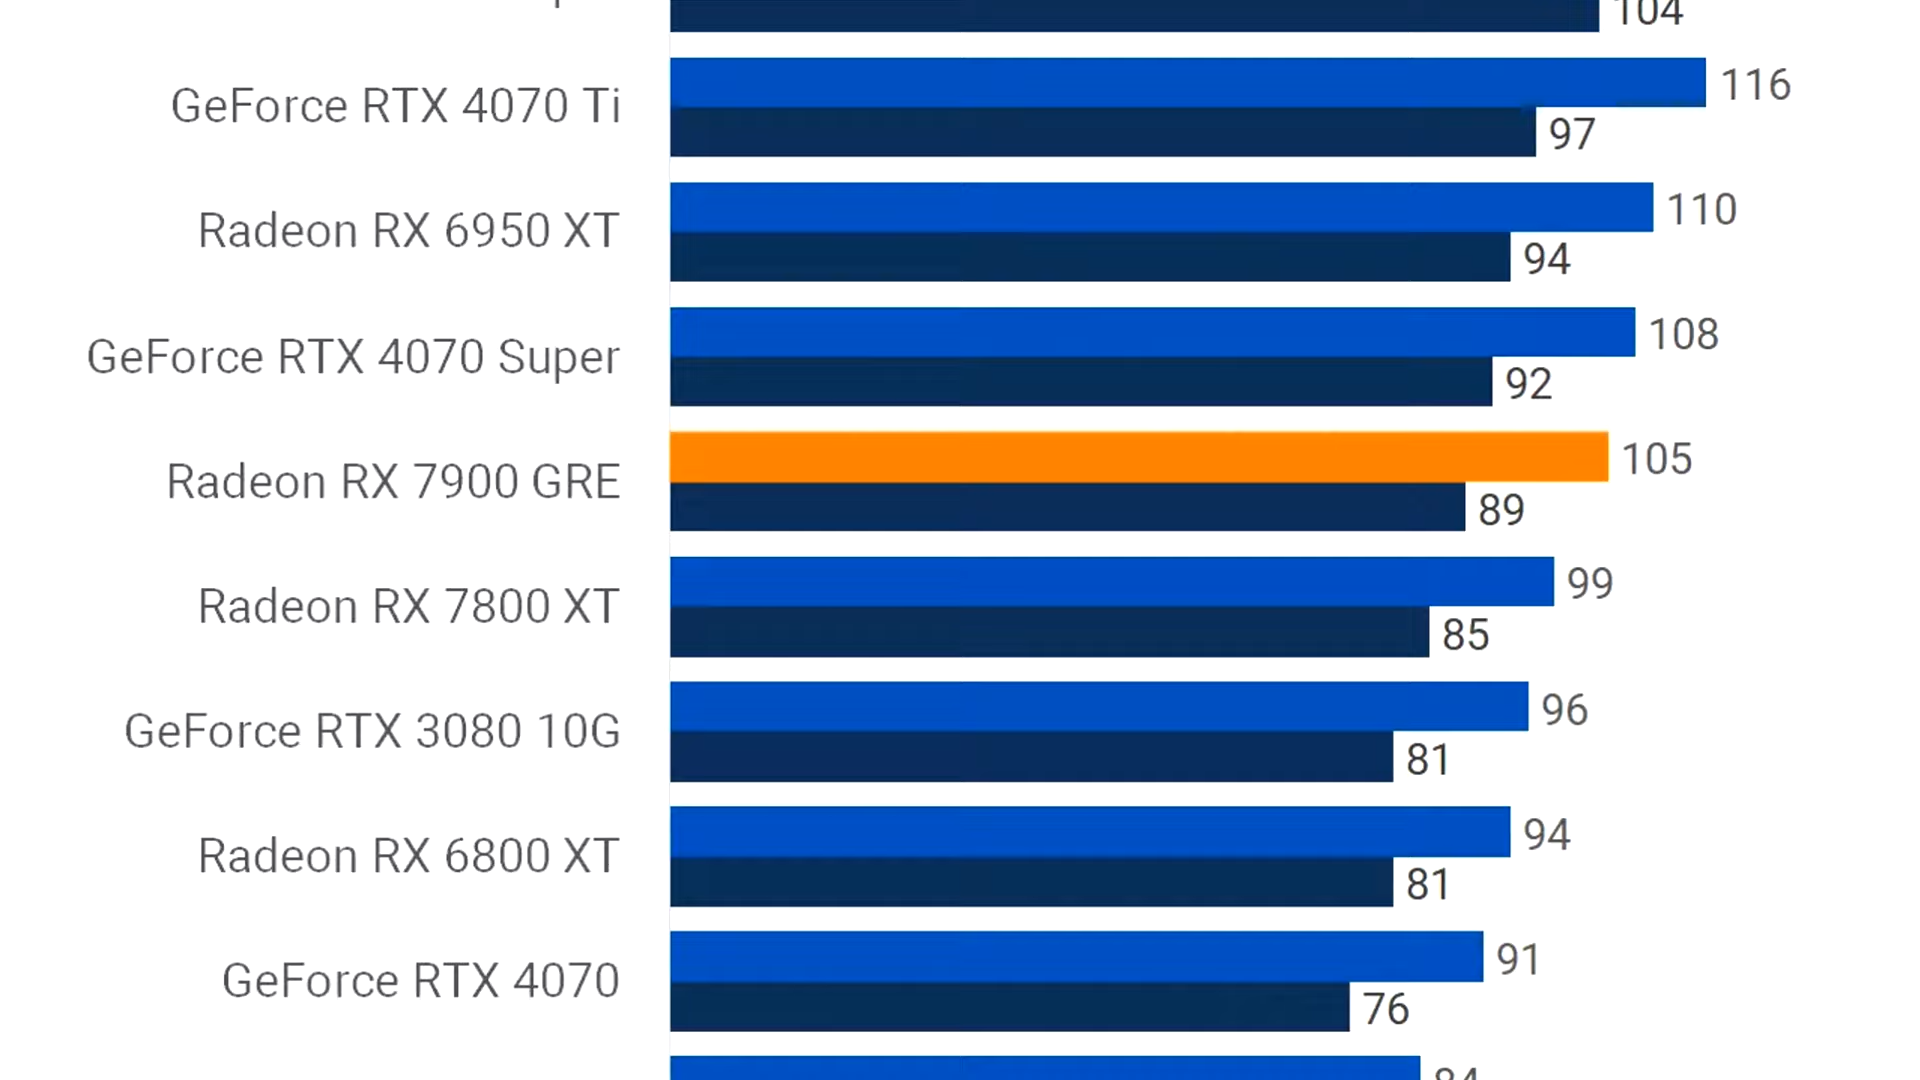 104
GeForce RTX 4070 Ti 116
97
Radeon RX 6950 XT 110
94
GeForce RTX 4070 Super 108
92
Radeon RX 7900 GRE 105
89
Radeon RX 7800 XT 99
85
GeForce RTX 3080 10G 96
81
Radeon RX 6800 XT 94
81
GeForce RTX 4070 91
76
84